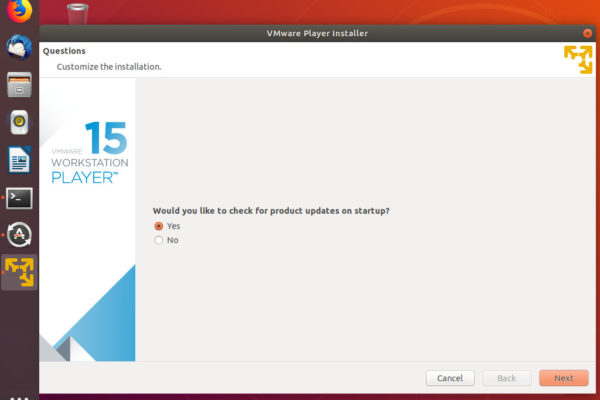 VMware Player Installer
Questions
Customize the installation.
VMWARE 15
WORKSTATION
PLAYER™
Would you like to check for product updates on startup?
Yes
No
Cancel
Back
Next